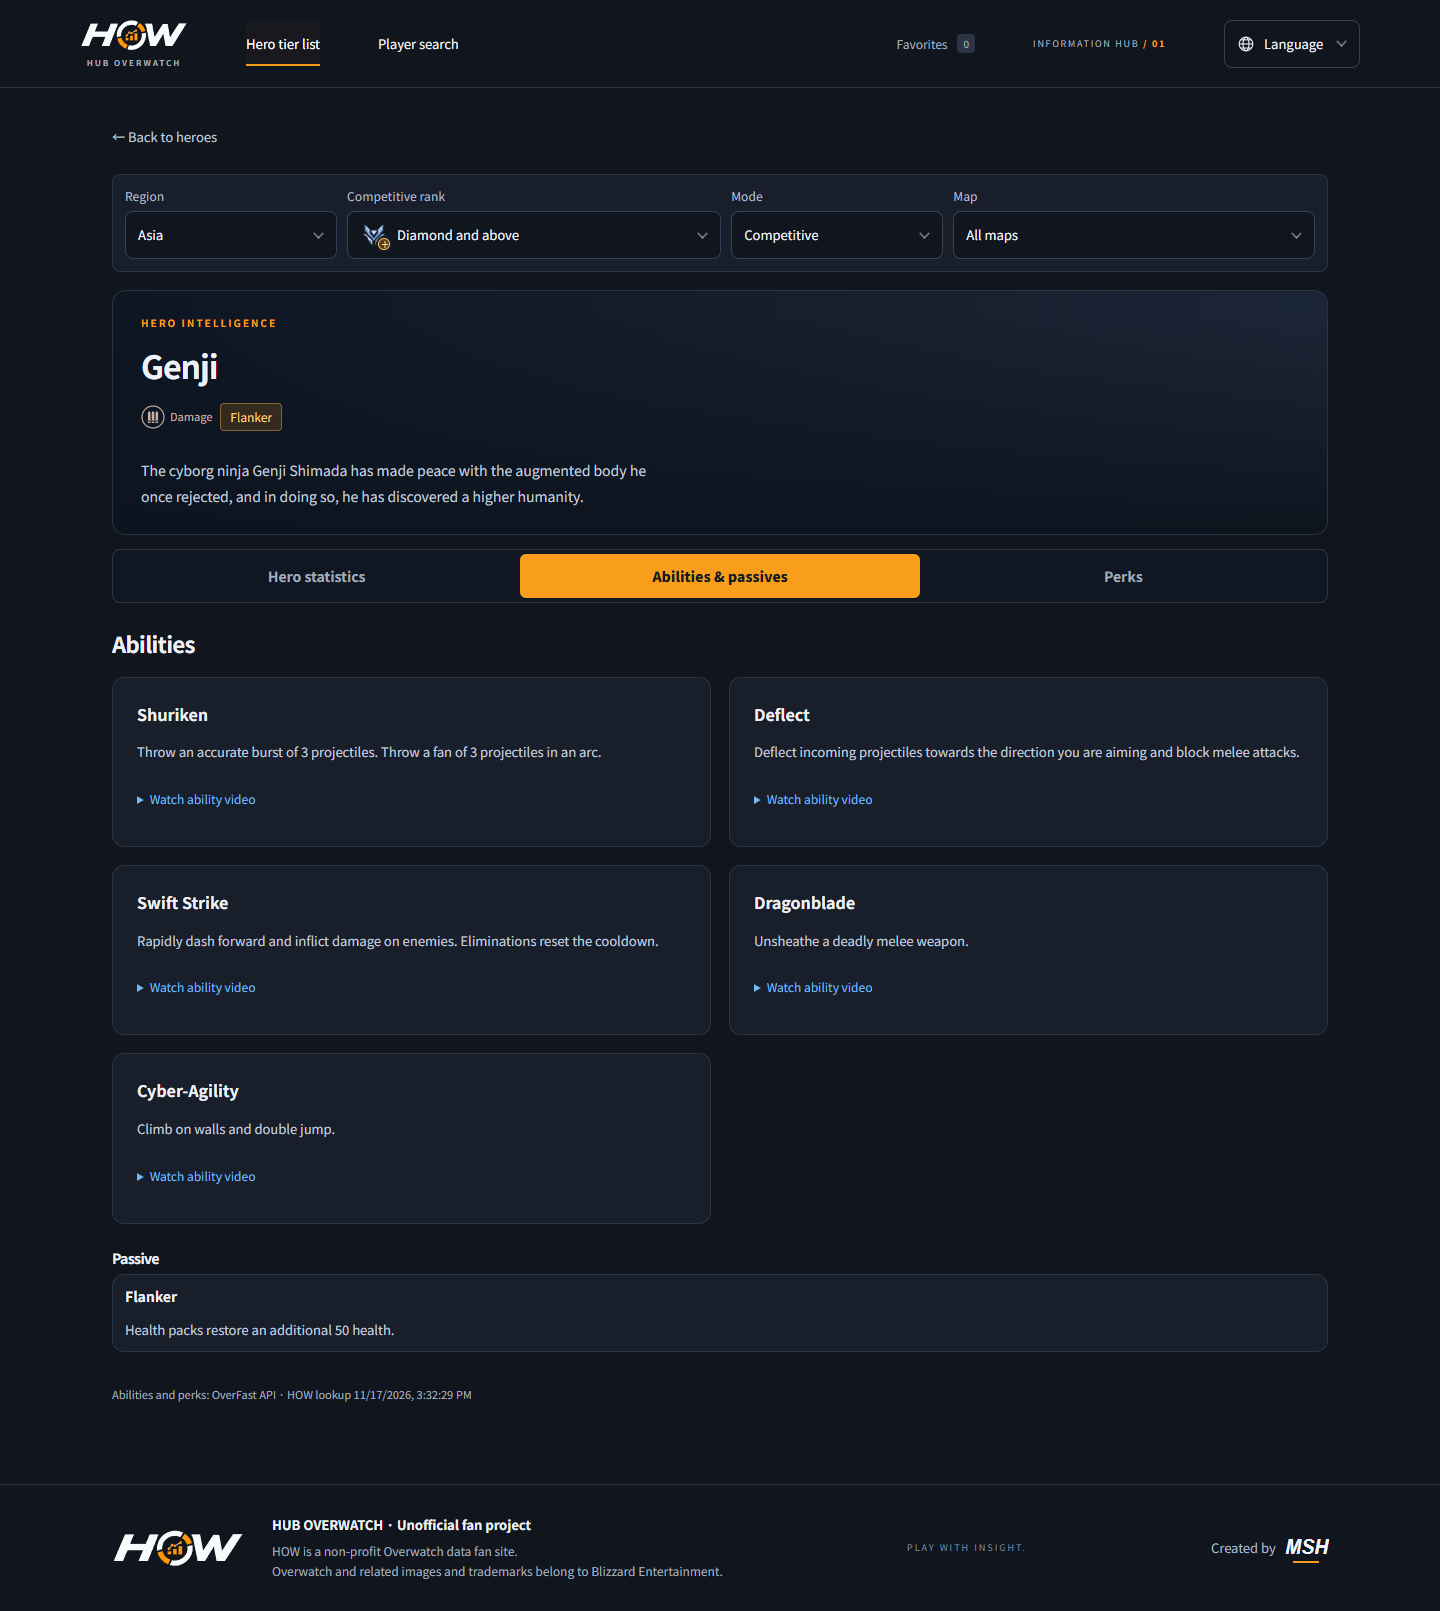 HOW
HUB OVERWATCH
Hero tier list
Player search
Favorites 0
INFORMATION HUB / 01
Language
← Back to heroes
Region
Competitive rank
Mode
Map
Asia
Diamond and above
Competitive
All maps
HERO INTELLIGENCE
Genji
Damage
Flanker
The cyborg ninja Genji Shimada has made peace with the augmented body he
once rejected, and in doing so, he has discovered a higher humanity.
Hero statistics
Abilities & passives
Perks
Abilities
Shuriken
Throw an accurate burst of 3 projectiles. Throw a fan of 3 projectiles in an arc.
Watch ability video
Deflect
Deflect incoming projectiles towards the direction you are aiming and block melee attacks.
Watch ability video
Swift Strike
Rapidly dash forward and inflict damage on enemies. Eliminations reset the cooldown.
Watch ability video
Dragonblade
Unsheathe a deadly melee weapon.
Watch ability video
Cyber-Agility
Climb on walls and double jump.
Watch ability video
Passive
Flanker
Health packs restore an additional 50 health.
Abilities and perks: OverFast API · HOW lookup 11/17/2026, 3:32:29 PM
HOW
HUB OVERWATCH · Unofficial fan project
HOW is a non-profit Overwatch data fan site.
Overwatch and related images and trademarks belong to Blizzard Entertainment.
PLAY WITH INSIGHT.
Created by MSH